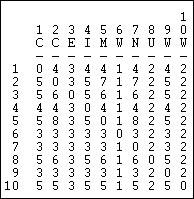 1
1 2 3 4 5 6 7 8 9 0
C C E I M W N U W W
- - - - - - - - - -
1 0 4 3 4 4 1 4 2 4 2
2 5 0 3 5 7 1 7 2 5 2
3 5 6 0 5 6 1 6 2 5 2
4 4 5 3 0 4 1 4 2 4 2
5 5 8 3 5 0 1 5 2 5 2
6 3 3 3 3 3 0 3 2 3 2
7 3 5 3 3 3 1 0 2 3 2
8 5 6 3 5 6 1 6 0 5 2
9 3 3 3 3 3 1 3 2 0 2
10 5 5 3 5 5 1 5 2 5 0